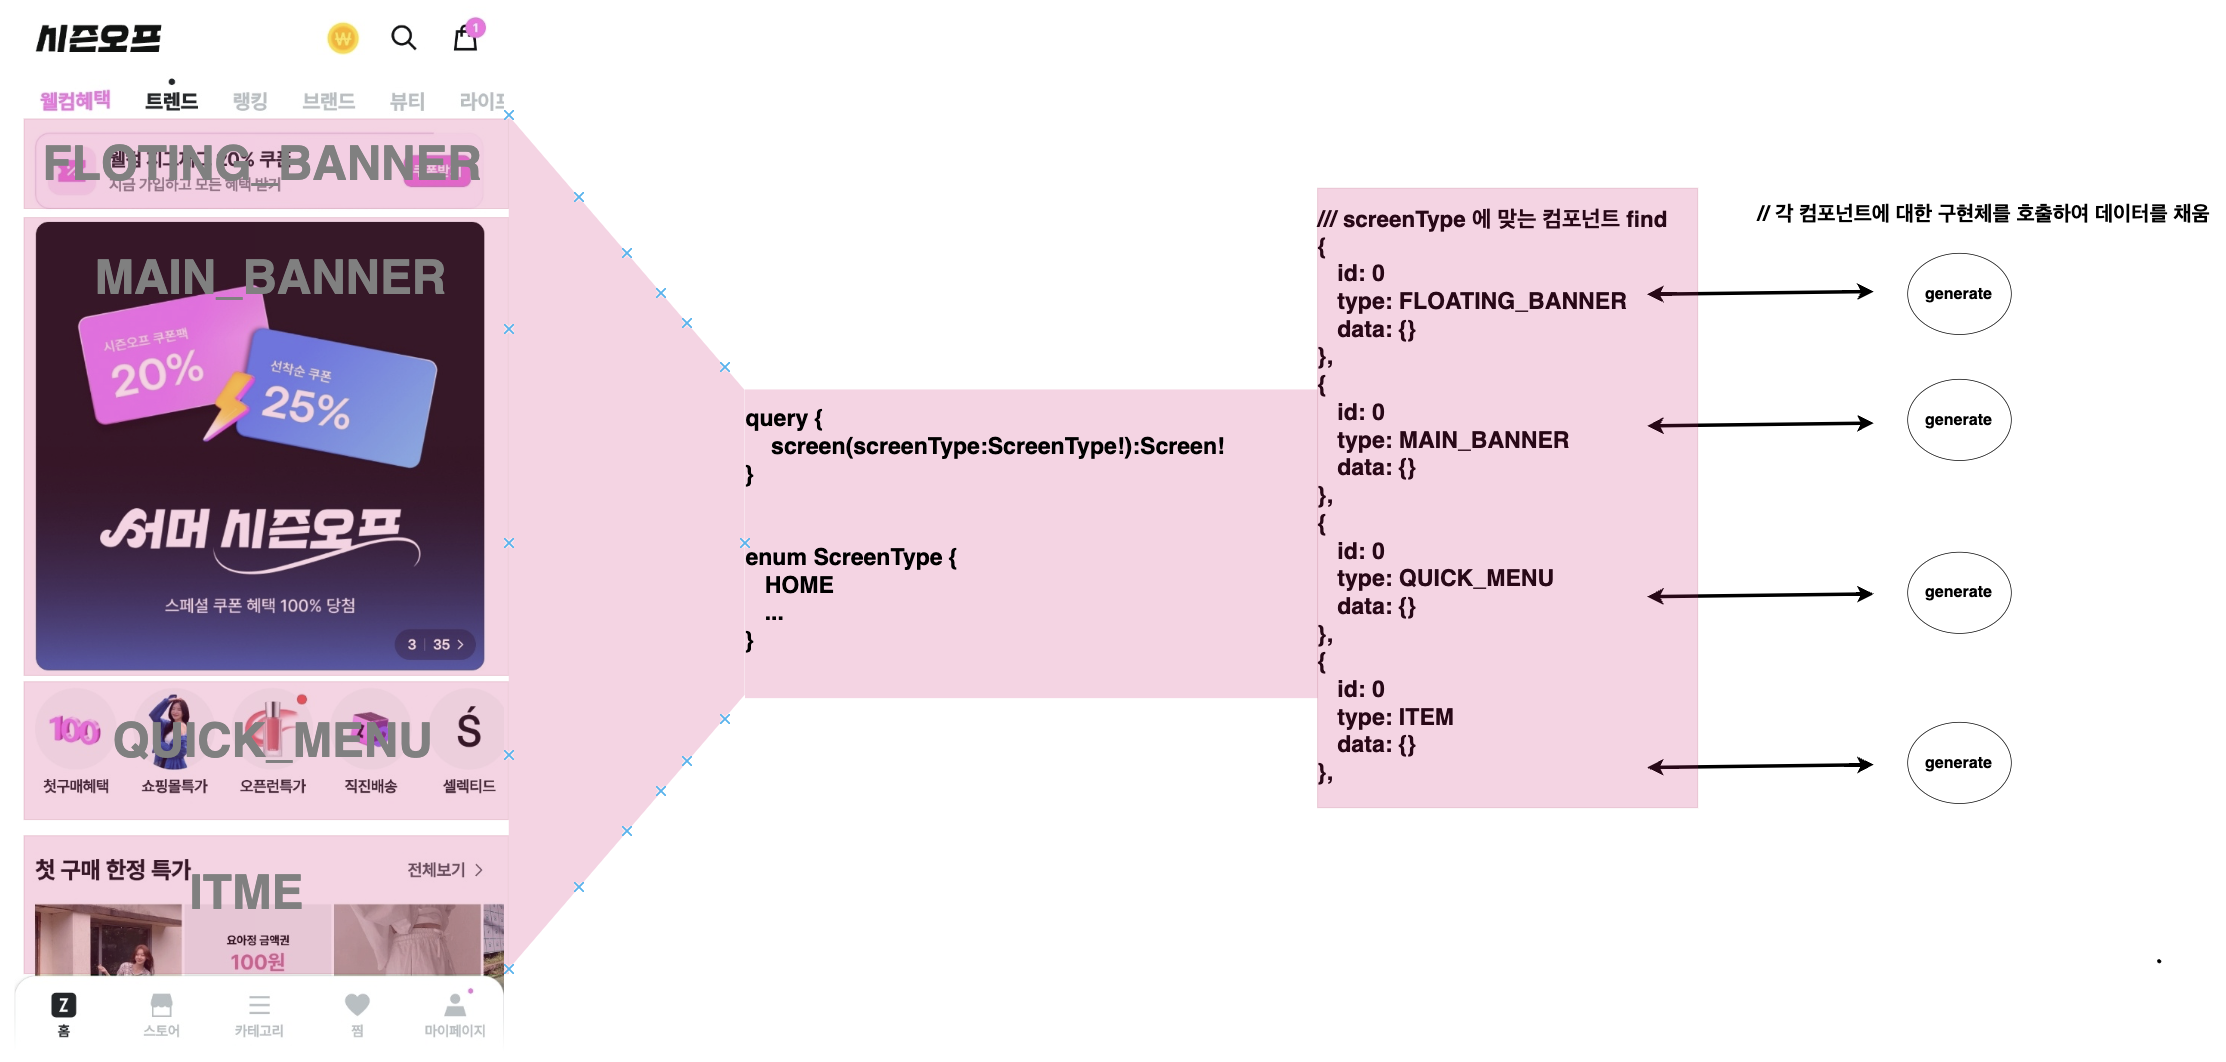 시즌오프
1
웰컴혜택 트렌드 랭킹 브랜드 뷰티 라이프
20% 쿠폰
지금 가입하고 모든 혜택 받기
FLOTING_BANNER
MAIN_BANNER
시즌오프 쿠폰팩
20%
선착순 쿠폰
25%
써머 시즌오프
스페셜 쿠폰 혜택 100% 당첨
3 | 35 >
100
Ś
QUICK_MENU
첫구매혜택 쇼핑몰특가 오픈런특가 직진배송 셀렉티드
첫 구매 한정 특가
전체보기 >
ITME
요아정 금액권
100원
Z
홈 스토어 카테고리 찜 마이페이지
query {
screen(screenType:ScreenType!):Screen!
}
enum ScreenType {
HOME
...
}
/// screenType 에 맞는 컴포넌트 find
{
id: 0
type: FLOATING_BANNER
data: {}
},
{
id: 0
type: MAIN_BANNER
data: {}
},
{
id: 0
type: QUICK_MENU
data: {}
},
{
id: 0
type: ITEM
data: {}
},
// 각 컴포넌트에 대한 구현체를 호출하여 데이터를 채움
generate
generate
generate
generate